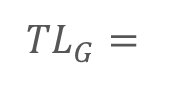 TL_G =